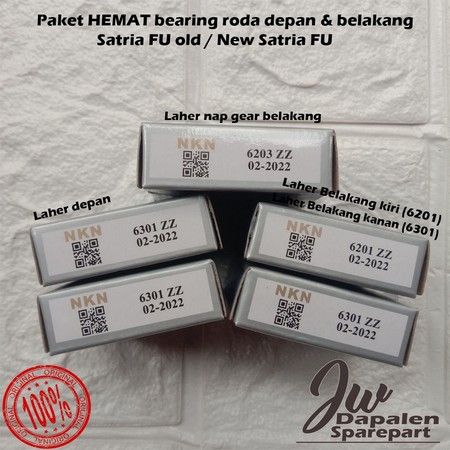 Paket HEMAT bearing roda depan & belakang
Satria FU old / New Satria FU
Laher nap gear belakang
NKN
6203 ZZ
02-2022
Laher depan
Laher Belakang kiri (6201)
Laher Belakang kanan (6301)
NKN
6301 ZZ
02-2022
NKN
6201 ZZ
02-2022
NKN
6301 ZZ
02-2022
NKN
6301 ZZ
02-2022
ORIGINAL
100%
ORIGINAL
Jw
Dapalen
Sparepart